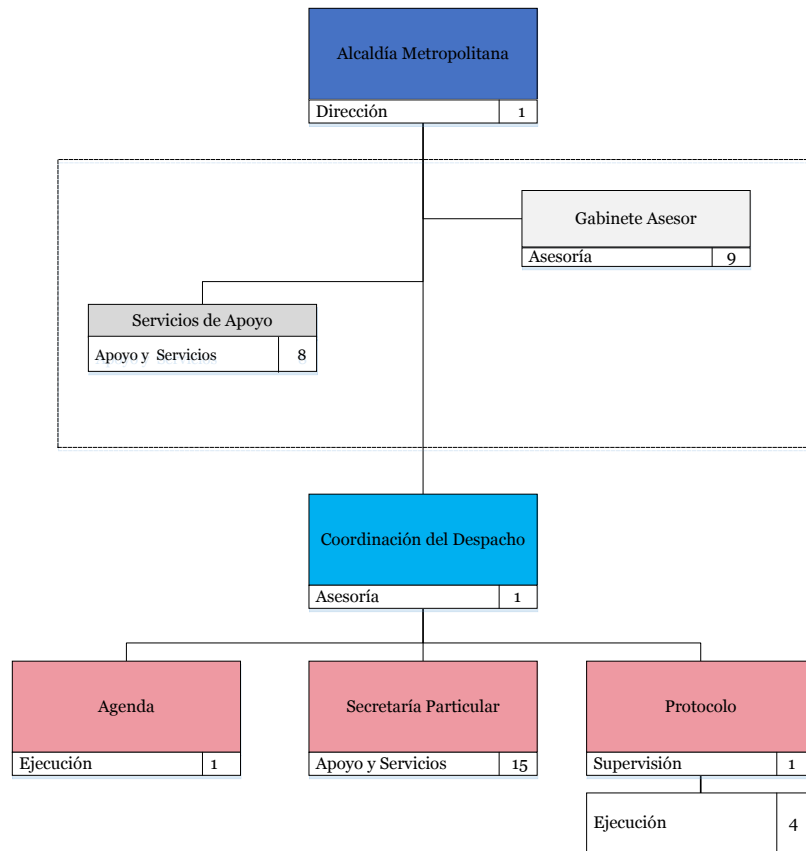 Alcaldía Metropolitana
Dirección 1
Gabinete Asesor
Asesoría 9
Servicios de Apoyo
Apoyo y Servicios 8
Coordinación del Despacho
Asesoría 1
Agenda
Ejecución 1
Secretaría Particular
Apoyo y Servicios 15
Protocolo
Supervisión 1
Ejecución 4